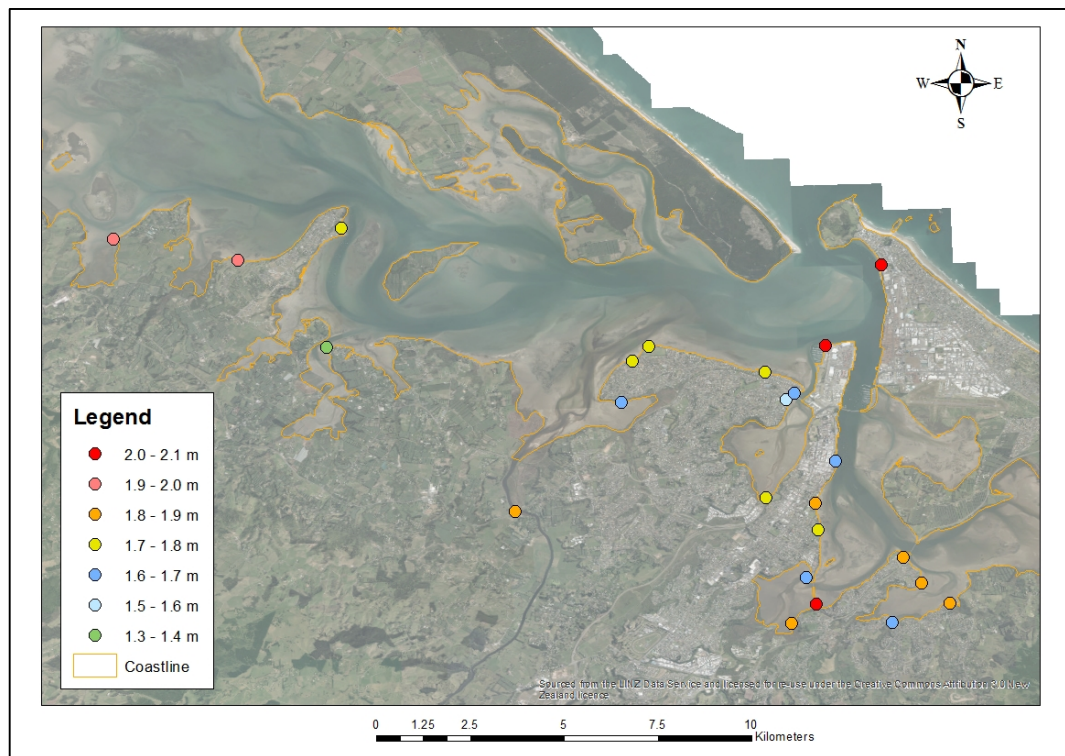 N
W E
S
Legend
2.0 - 2.1 m
1.9 - 2.0 m
1.8 - 1.9 m
1.7 - 1.8 m
1.6 - 1.7 m
1.5 - 1.6 m
1.3 - 1.4 m
Coastline
Sourced from the LINZ Data Service and licensed for re-use under the Creative Commons Attribution 3.0 New
Zealand licence
0 1.25 2.5 5 7.5 10
Kilometers